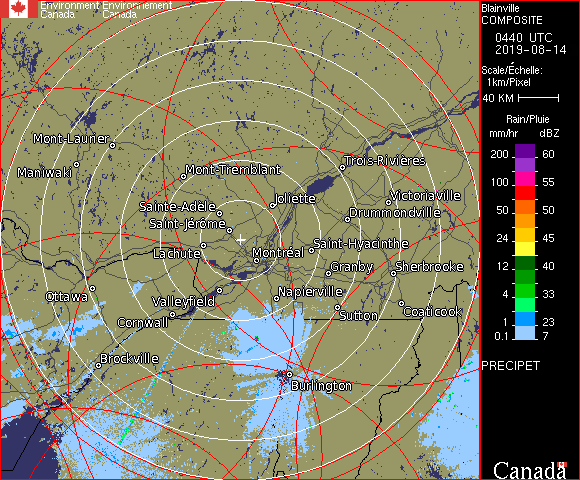 Environment Environnement
Canada Canada
Blainville
COMPOSITE
0440 UTC
2019-08-14
Scale/Échelle:
1km/Pixel
40 KM
Rain/Pluie
mm/hr dBZ
200 60
100 55
50 50
24 45
12 40
4 33
1 23
0.1 7
PRECIPET
Canada
Mont-Laurier
Maniwaki
Mont-Tremblant
Trois-Rivières
Sainte-Adèle
Joliette
Victoriaville
Drummondville
Saint-Jérôme
Lachute
Montréal
Saint-Hyacinthe
Granby
Sherbrooke
Ottawa
Valleyfield
Napierville
Cornwall
Sutton
Coaticook
Brockville
Burlington